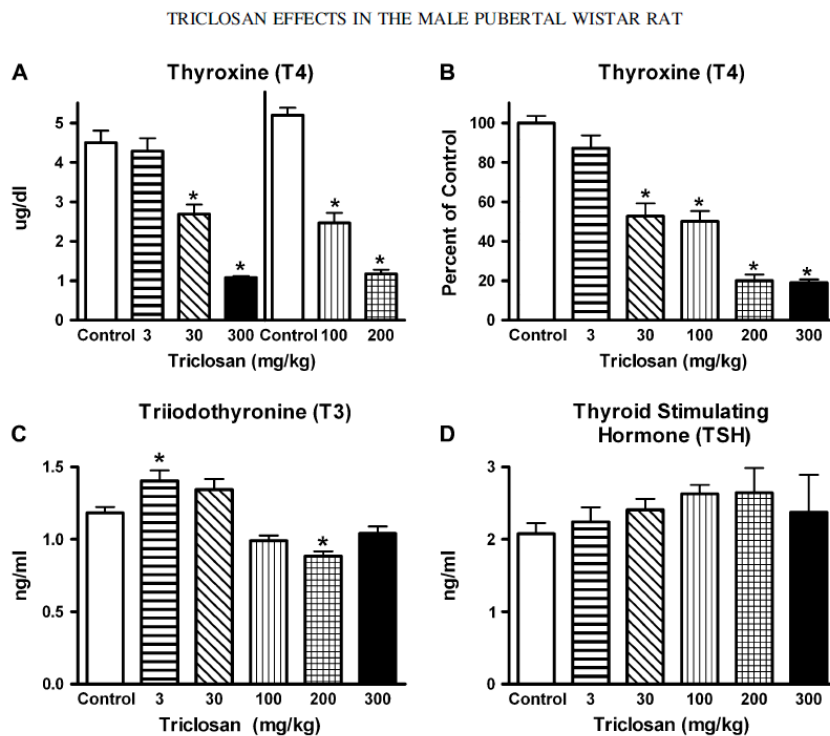 TRICLOSAN EFFECTS IN THE MALE PUBERTAL WISTAR RAT
A
Thyroxine (T4)
ug/dl
5
4
3
2
1
0
*
*
*
*
Control 3 30 300 Control 100 200
Triclosan (mg/kg)
B
Thyroxine (T4)
Percent of Control
100
80
60
40
20
0
*
*
*
*
Control 3 30 100 200 300
Triclosan (mg/kg)
C
Triiodothyronine (T3)
ng/ml
1.5
1.0
0.5
0.0
*
*
Control 3 30 100 200 300
Triclosan (mg/kg)
D
Thyroid Stimulating
Hormone (TSH)
ng/ml
3
2
1
0
Control 3 30 100 200 300
Triclosan (mg/kg)